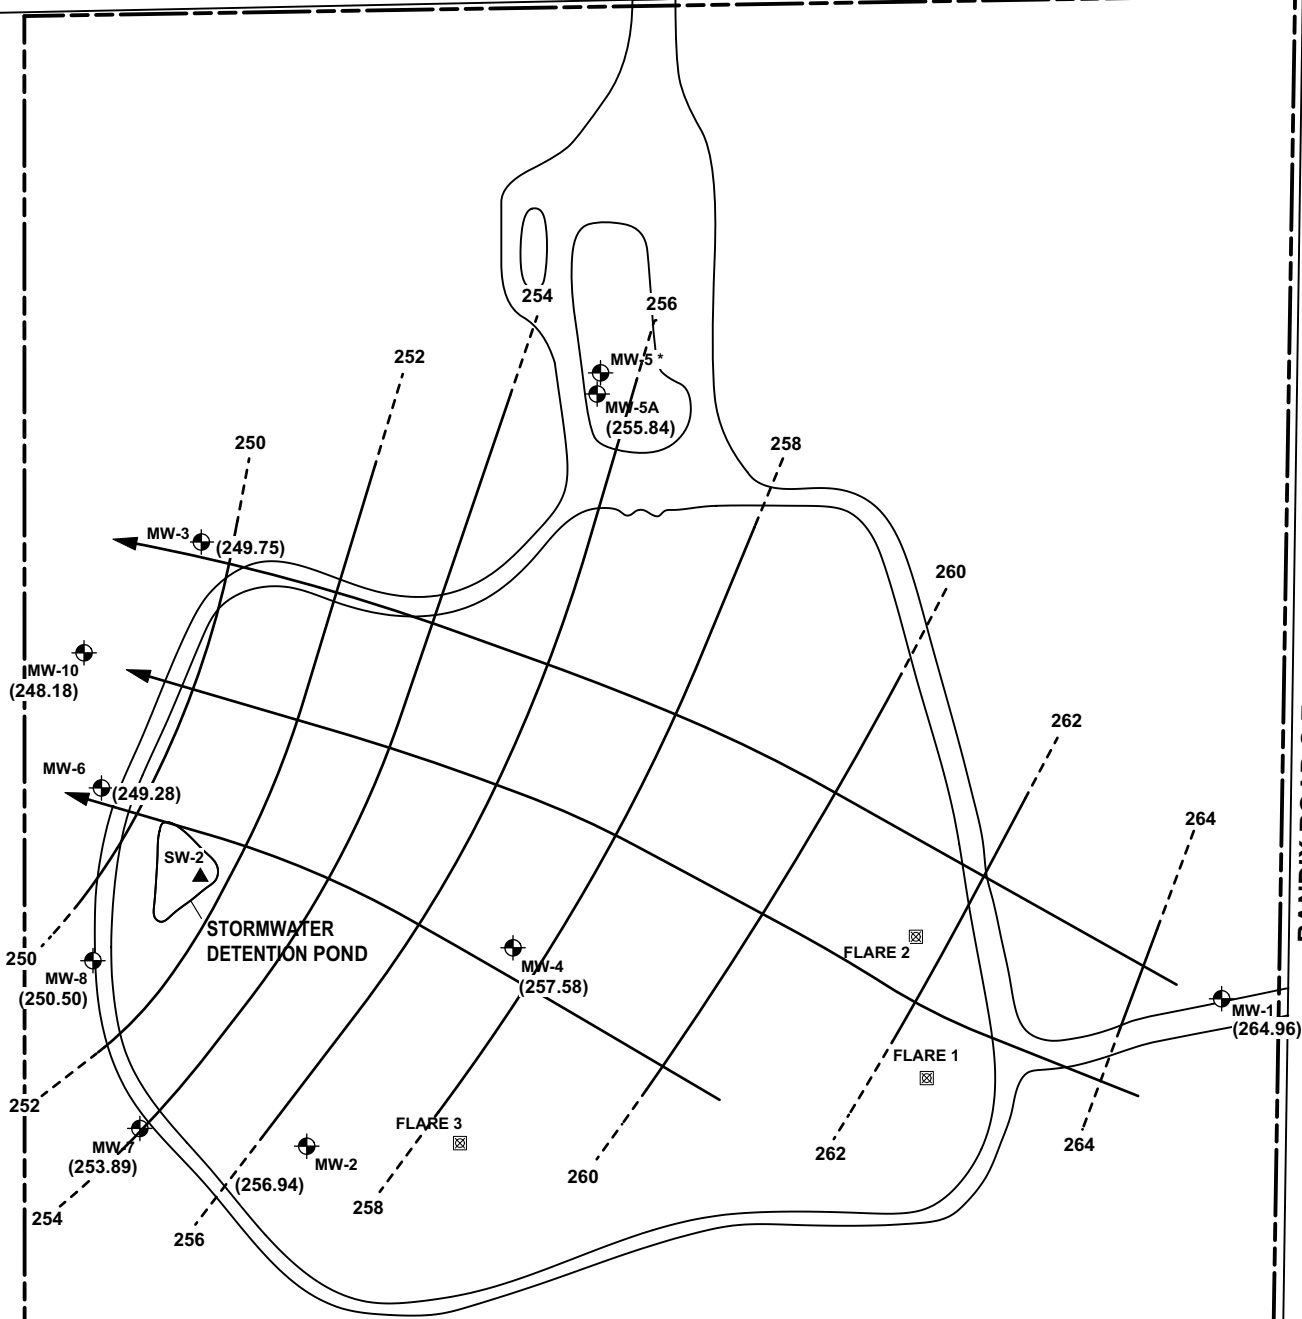 254
256
252
MW-5 *
MW-5A
(255.84)
250
258
MW-3
(249.75)
260
MW-10
(248.18)
262
MW-6
(249.28)
264
SW-2
STORMWATER
DETENTION POND
FLARE 2
250
MW-8
(250.50)
MW-4
(257.58)
MW-1
(264.96)
FLARE 1
252
FLARE 3
MW-7
(253.89)
MW-2
(256.94)
262
264
260
258
254
256